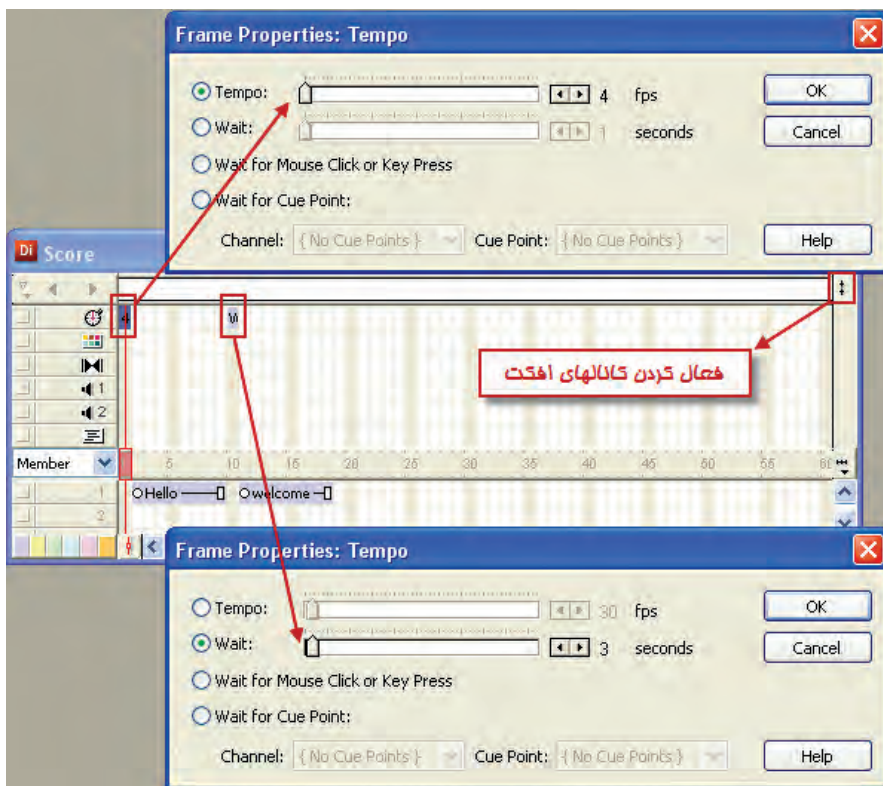 Frame Properties: Tempo
Tempo: 4 fps OK
Wait: 1 seconds Cancel
Wait for Mouse Click or Key Press
Wait for Cue Point:
Channel: { No Cue Points } Cue Point: { No Cue Points } Help
Di Score
4 W
فعال کردن کانالهای افکت
1
2
Member 5 10 15 20 25 30 35 40 45 50 55 60
1 Hello welcome
2
Frame Properties: Tempo
Tempo: 30 fps OK
Wait: 3 seconds Cancel
Wait for Mouse Click or Key Press
Wait for Cue Point:
Channel: { No Cue Points } Cue Point: { No Cue Points } Help